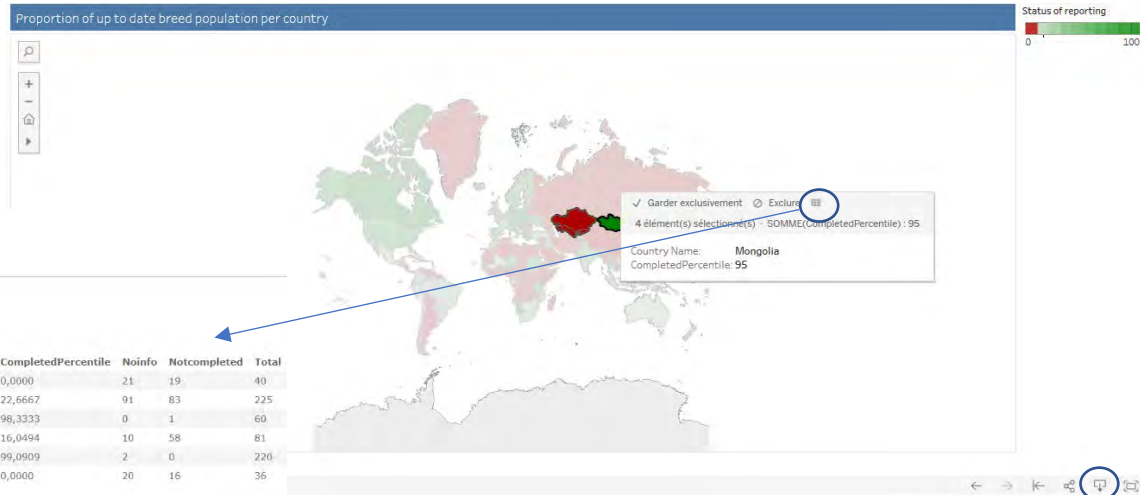 Proportion of up to date breed population per country
Status of reporting
0 100
✓ Garder exclusivement ⊘ Exclure
4 élément(s) sélectionné(s) - SOMME(CompletedPercentile) : 95
Country Name: Mongolia
CompletedPercentile: 95
CompletedPercentile Noinfo Notcompleted Total
0,0000 21 19 40
22,6667 91 83 225
98,3333 0 1 60
16,0494 10 58 81
99,0909 2 0 220
0,0000 20 16 36